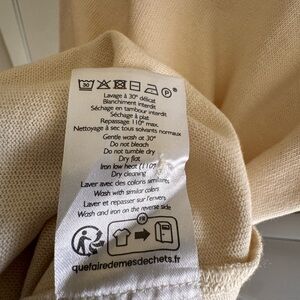 30 P
Lavage à 30° délicat
Blanchiment interdit
Séchage en tambour interdit
Séchage à plat
Repassage 110° max.
Nettoyage à sec tous solvants normaux
Gentle wash at 30°
Do not bleach
Do not tumble dry
Dry flat
Iron low heat (110°
Dry cleaning
Laver avec des coloris similaires
Wash with similar colors
Laver et repasser sur l'envers
Wash and iron on the reverse side
FR
quefairedemesdechets.fr